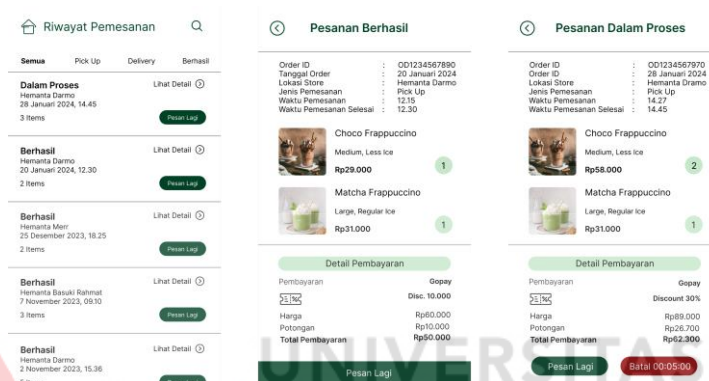 Riwayat Pemesanan
Semua Pick Up Delivery Berhasil
Dalam Proses Lihat Detail
Hemanta Darmo
28 Januari 2024, 14.45
3 Items Pesan Lagi
Berhasil Lihat Detail
Hemanta Darmo
20 Januari 2024, 12.30
2 Items Pesan Lagi
Berhasil Lihat Detail
Hemanta Merr
25 Desember 2023, 18.25
2 Items Pesan Lagi
Berhasil Lihat Detail
Hemanta Basuki Rahmat
7 November 2023, 09.10
3 Items Pesan Lagi
Berhasil Lihat Detail
Hemanta Darmo
2 November 2023, 15.36
Pesanan Berhasil
Order ID : OD1234567890
Tanggal Order : 20 Januari 2024
Lokasi Store : Hemanta Darmo
Jenis Pemesanan : Pick Up
Waktu Pemesanan : 12.15
Waktu Pemesanan Selesai : 12.30
Choco Frappuccino
Medium, Less Ice
Rp29.000 1
Matcha Frappuccino
Large, Regular Ice
Rp31.000 1
Detail Pembayaran
Pembayaran Gopay
Disc. 10.000
Harga Rp60.000
Potongan Rp10.000
Total Pembayaran Rp50.000
Pesan Lagi
Pesanan Dalam Proses
Order ID : OD1234567970
Order ID : 28 Januari 2024
Lokasi Store : Hemanta Dramo
Jenis Pemesanan : Pick Up
Waktu Pemesanan : 14.27
Waktu Pemesanan Selesai : 14.45
Choco Frappuccino
Medium, Less Ice
Rp58.000 2
Matcha Frappuccino
Large, Regular Ice
Rp31.000 1
Detail Pembayaran
Pembayaran Gopay
Discount 30%
Harga Rp89.000
Potongan Rp26.700
Total Pembayaran Rp62.300
Pesan Lagi Batal 00:05:00
UNIVERSITAS